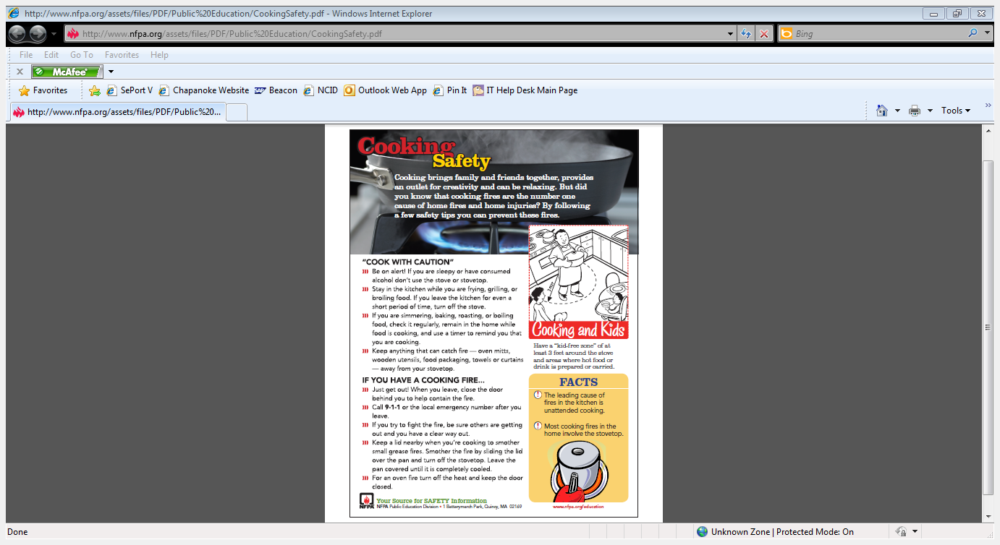 http://www.nfpa.org/assets/files/PDF/Public%20Education/CookingSafety.pdf - Windows Internet Explorer
http://www.nfpa.org/assets/files/PDF/Public%20Education/CookingSafety.pdf
Bing
File Edit Go To Favorites Help
x McAfee
Favorites SePort V Chapanoke Website SAP Beacon NCID Outlook Web App Pin It IT Help Desk Main Page
http://www.nfpa.org/assets/files/PDF/Public%20...
Tools
Cooking
Safety
Cooking brings family and friends together, provides
an outlet for creativity and can be relaxing. But did
you know that cooking fires are the number one
cause of home fires and home injuries? By following
a few safety tips you can prevent these fires.
“COOK WITH CAUTION”
Be on alert! If you are sleepy or have consumed
alcohol don’t use the stove or stovetop.
Stay in the kitchen while you are frying, grilling, or
broiling food. If you leave the kitchen for even a
short period of time, turn off the stove.
If you are simmering, baking, roasting, or boiling
food, check it regularly, remain in the home while
food is cooking, and use a timer to remind you that
you are cooking.
Keep anything that can catch fire — oven mitts,
wooden utensils, food packaging, towels or curtains
— away from your stovetop.
IF YOU HAVE A COOKING FIRE...
Just get out! When you leave, close the door
behind you to help contain the fire.
Call 9-1-1 or the local emergency number after you
leave.
If you try to fight the fire, be sure others are getting
out and you have a clear way out.
Keep a lid nearby when you’re cooking to smother
small grease fires. Smother the fire by sliding the lid
over the pan and turn off the stovetop. Leave the
pan covered until it is completely cooled.
For an oven fire turn off the heat and keep the door
closed.
3 FEET
Cooking and Kids
Have a “kid-free zone” of at
least 3 feet around the stove
and areas where hot food or
drink is prepared or carried.
FACTS
! The leading cause of
fires in the kitchen is
unattended cooking.
! Most cooking fires in the
home involve the stovetop.
NFPA
Your Source for SAFETY Information
NFPA Public Education Division • 1 Batterymarch Park, Quincy, MA 02169
www.nfpa.org/education
Done
Unknown Zone | Protected Mode: On